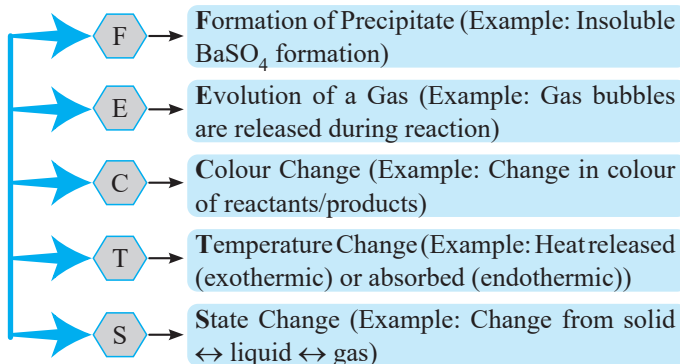 F
Formation of Precipitate (Example: Insoluble
BaSO₄ formation)
E
Evolution of a Gas (Example: Gas bubbles
are released during reaction)
C
Colour Change (Example: Change in colour
of reactants/products)
T
Temperature Change (Example: Heat released
(exothermic) or absorbed (endothermic))
S
State Change (Example: Change from solid
↔ liquid ↔ gas)